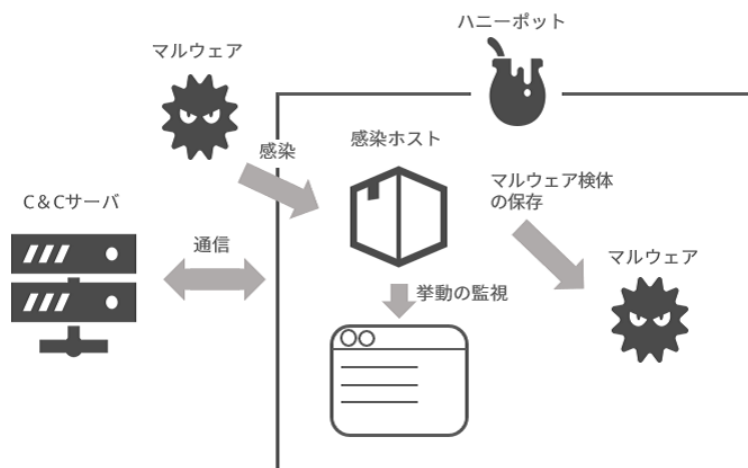 ハニーポット
マルウェア
感染
感染ホスト
マルウェア検体
の保存
C&Cサーバ
通信
マルウェア
挙動の監視